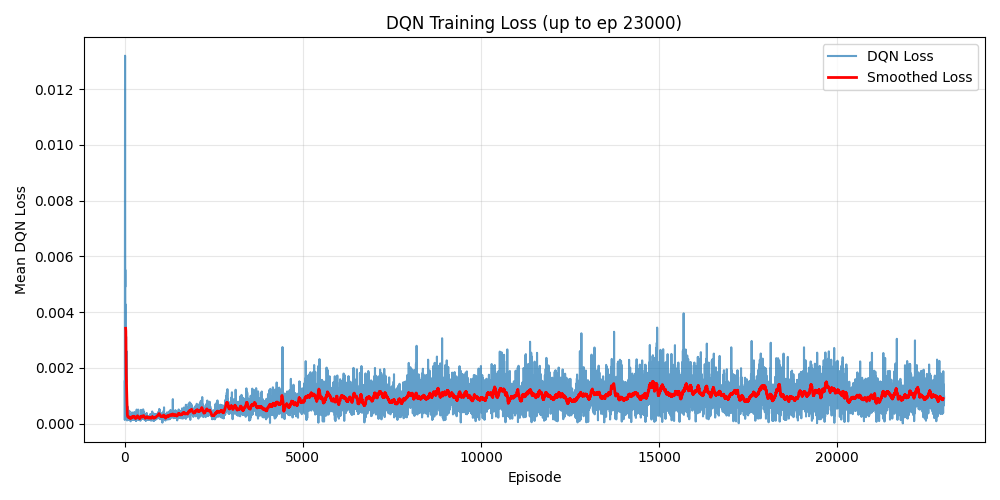 DQN Training Loss (up to ep 23000)
DQN Loss
Smoothed Loss
Mean DQN Loss
0.012
0.010
0.008
0.006
0.004
0.002
0.000
0 5000 10000 15000 20000
Episode